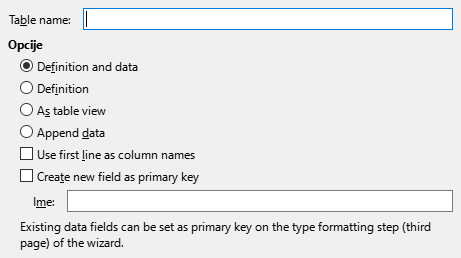 Table name:
Opcije
Definition and data
Definition
As table view
Append data
Use first line as column names
Create new field as primary key
Ime:
Existing data fields can be set as primary key on the type formatting step (third
page) of the wizard.